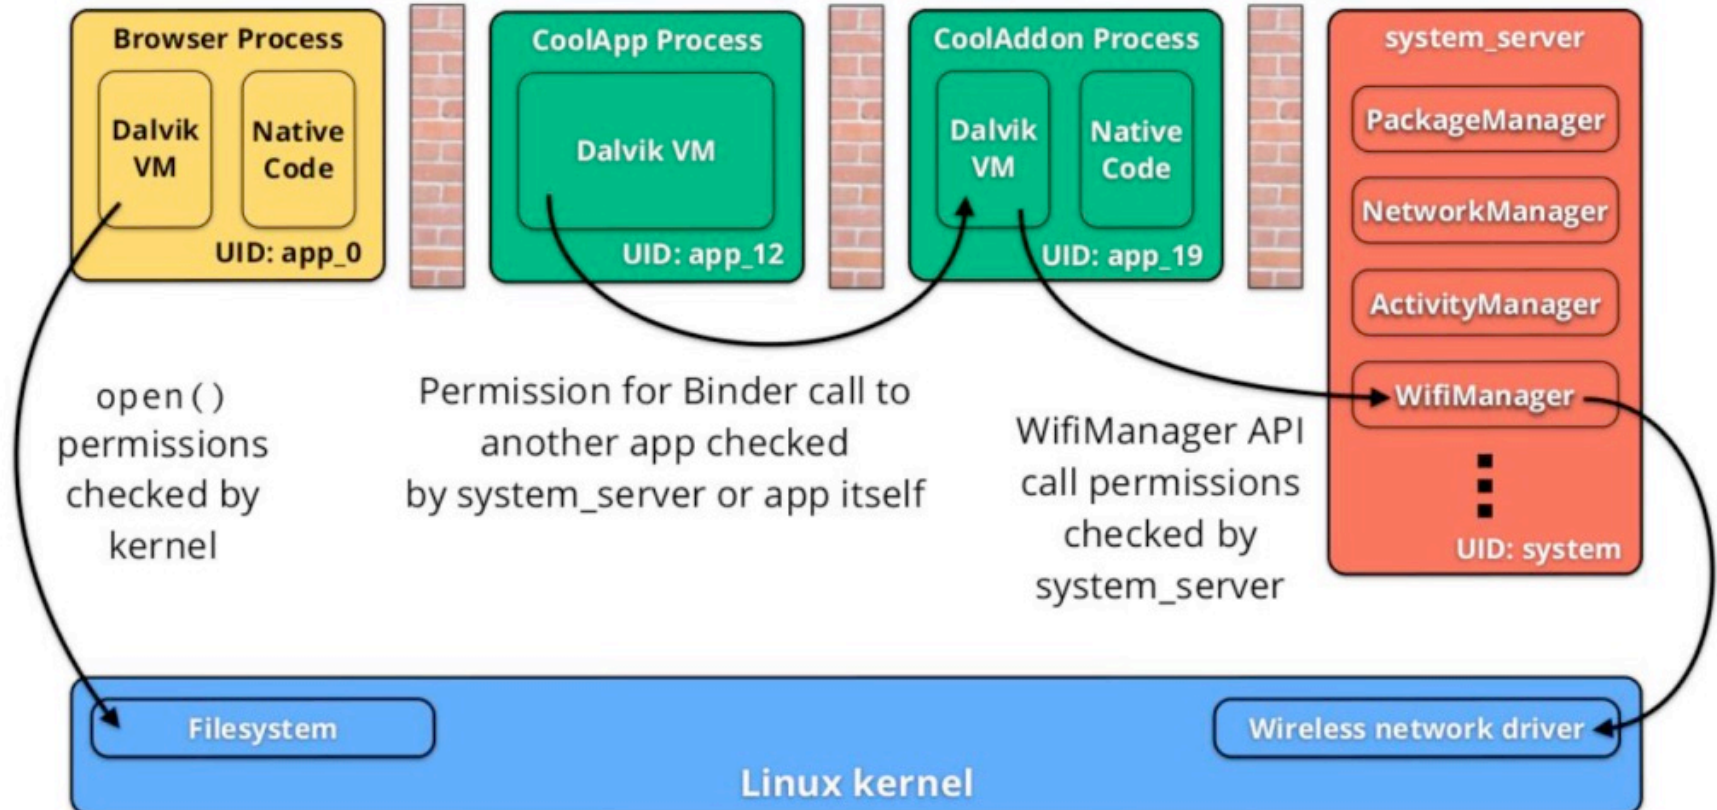 Browser Process
Dalvik
VM
Native
Code
UID: app_0
CoolApp Process
Dalvik VM
UID: app_12
CoolAddon Process
Dalvik
VM
Native
Code
UID: app_19
system_server
PackageManager
NetworkManager
ActivityManager
WifiManager
UID: system
open()
permissions
checked by
kernel
Permission for Binder call to
another app checked
by system_server or app itself
WifiManager API
call permissions
checked by
system_server
Filesystem
Wireless network driver
Linux kernel